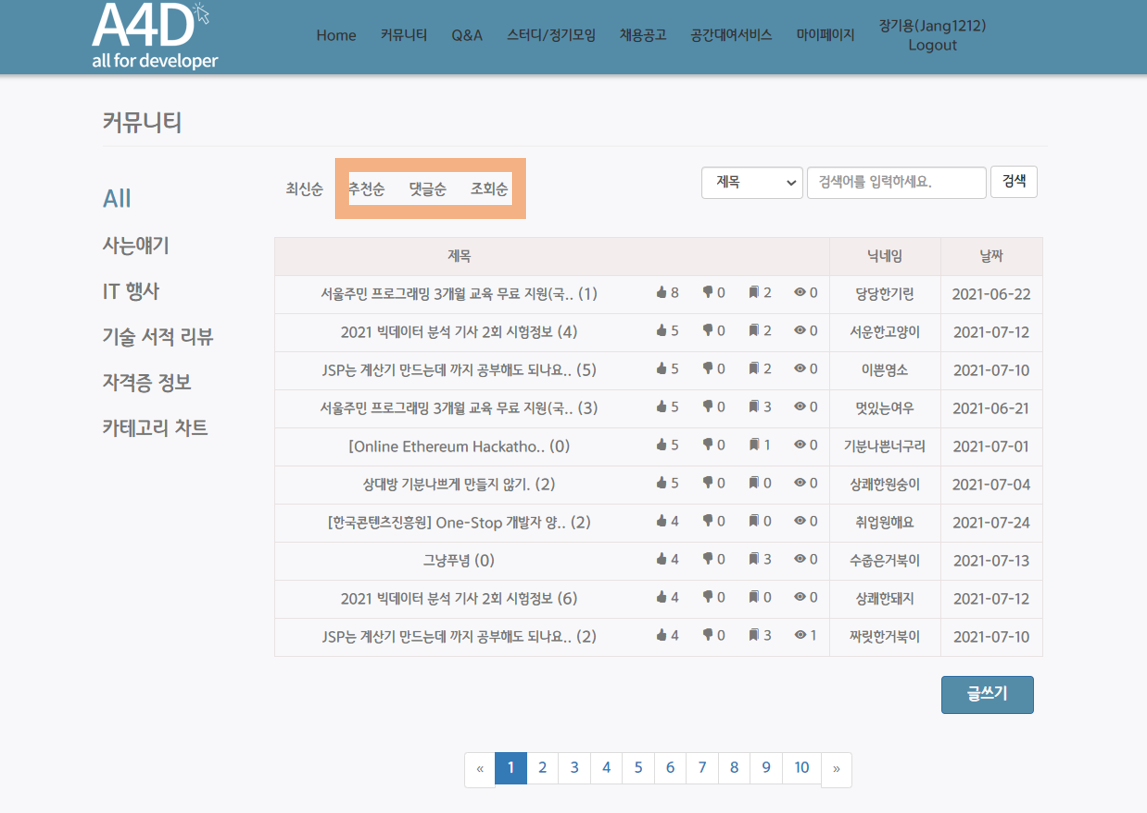 A4D
all for developer
Home 커뮤니티 Q&A 스터디/정기모임 채용공고 공간대여서비스 마이페이지 장기용(Jang1212)
Logout
커뮤니티
All
사는얘기
IT 행사
기술 서적 리뷰
자격증 정보
카테고리 차트
최신순 추천순 댓글순 조회순 제목 검색어를 입력하세요. 검색
제목 닉네임 날짜
서울주민 프로그래밍 3개월 교육 무료 지원(국.. (1) 8 0 2 0 당당한기린 2021-06-22
2021 빅데이터 분석 기사 2회 시험정보 (4) 5 0 2 0 서운한고양이 2021-07-12
JSP는 계산기 만드는데 까지 공부해도 되나요.. (5) 5 0 2 0 이쁜염소 2021-07-10
서울주민 프로그래밍 3개월 교육 무료 지원(국.. (3) 5 0 3 0 멋있는여우 2021-06-21
[Online Ethereum Hackatho.. (0) 5 0 1 0 기분나쁜너구리 2021-07-01
상대방 기분나쁘게 만들지 않기. (2) 5 0 0 0 상쾌한원숭이 2021-07-04
[한국콘텐츠진흥원] One-Stop 개발자 양.. (2) 4 0 0 0 취업원해요 2021-07-24
그냥푸념 (0) 4 0 3 0 수줍은거북이 2021-07-13
2021 빅데이터 분석 기사 2회 시험정보 (6) 4 0 0 0 상쾌한돼지 2021-07-12
JSP는 계산기 만드는데 까지 공부해도 되나요.. (2) 4 0 3 1 짜릿한거북이 2021-07-10
글쓰기
« 1 2 3 4 5 6 7 8 9 10 »